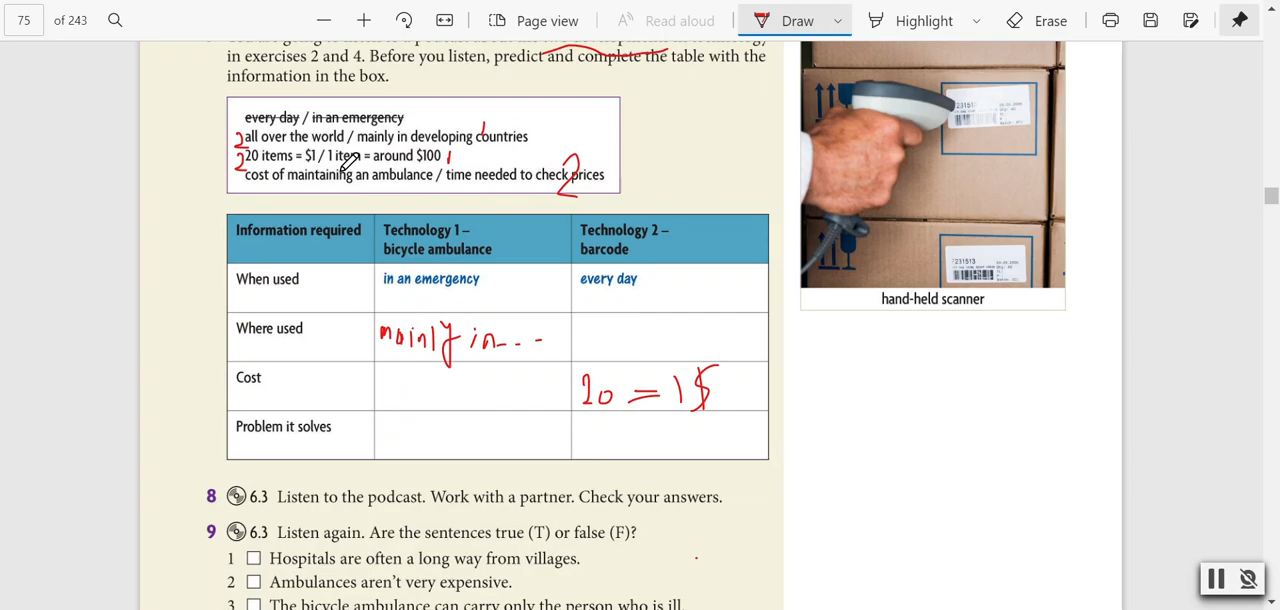 75 of 243 Page view Read aloud Draw Highlight Erase
in exercises 2 and 4. Before you listen, predict and complete the table with the
information in the box.
every day / in an emergency
2 all over the world / mainly in developing countries 1
2 20 items = $1 / 1 item = around $100 1
cost of maintaining an ambulance / time needed to check prices 2
Information required
Technology 1 –
bicycle ambulance
Technology 2 –
barcode
When used
in an emergency
every day
Where used
mainly in - - -
Cost
20 = 1$
Problem it solves
7231513
hand-held scanner
8 6.3 Listen to the podcast. Work with a partner. Check your answers.
9 6.3 Listen again. Are the sentences true (T) or false (F)?
1 Hospitals are often a long way from villages.
2 Ambulances aren't very expensive.
3 The bicycle ambulance can carry only the person who is ill.